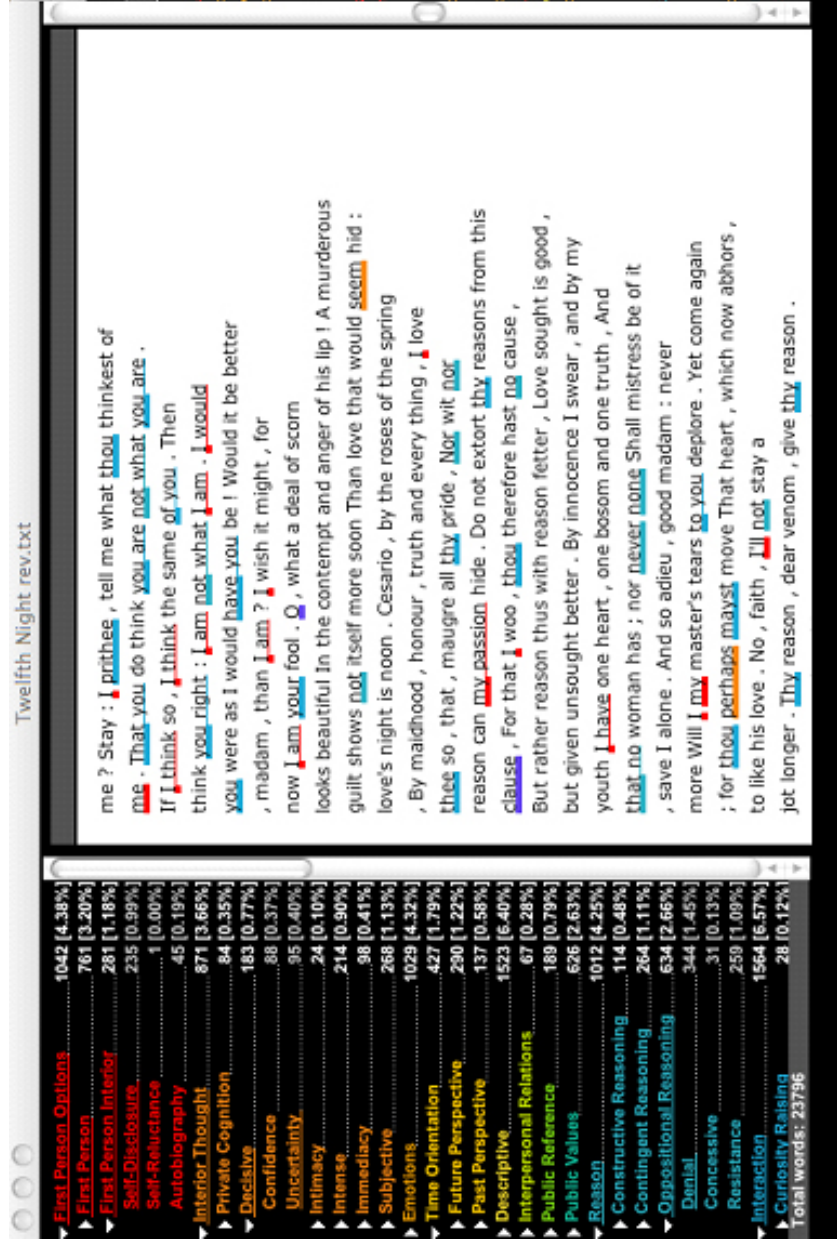 Twelfth Night rev.txt
First Person Options 1042 [4.38%]
First Person 761 [3.20%]
First Person Interior 281 [1.18%]
Self-Disclosure 235 [0.99%]
Self-Reluctance 1 [0.00%]
Autobiography 45 [0.19%]
Interior Thought 871 [3.66%]
Private Cognition 84 [0.35%]
Decisive 183 [0.77%]
Confidence 88 [0.37%]
Uncertainty 95 [0.40%]
Intimacy 24 [0.10%]
Intense 214 [0.90%]
Immediacy 98 [0.41%]
Subjective 268 [1.13%]
Emotions 1029 [4.32%]
Time Orientation 427 [1.79%]
Future Perspective 290 [1.22%]
Past Perspective 137 [0.58%]
Descriptive 1523 [6.40%]
Interpersonal Relations 67 [0.28%]
Public Reference 189 [0.79%]
Public Values 626 [2.63%]
Reason 1012 [4.25%]
Constructive Reasoning 114 [0.48%]
Contingent Reasoning 264 [1.11%]
Oppositional Reasoning 634 [2.66%]
Denial 344 [1.45%]
Concessive 31 [0.13%]
Resistance 259 [1.09%]
Interaction 1564 [6.57%]
Curiosity Raising 28 [0.12%]
Total words: 23796
me ? Stay : I prithee , tell me what thou thinkest of
me . That you do think you are not what you are .
If I think so , I think the same of you . Then
think you right : I am not what I am . I would
you were as I would have you be ! Would it be better
, madam , than I am ? I wish it might , for
now I am your fool . O , what a deal of scorn
looks beautiful In the contempt and anger of his lip ! A murderous
guilt shows not itself more soon Than love that would seem hid :
love's night is noon . Cesario , by the roses of the spring
, By maidhood , honour , truth and every thing , I love
thee so , that , maugre all thy pride , Nor wit nor
reason can my passion hide . Do not extort thy reasons from this
clause , For that I woo , thou therefore hast no cause ,
But rather reason thus with reason fetter , Love sought is good ,
but given unsought better . By innocence I swear , and by my
youth I have one heart , one bosom and one truth , And
that no woman has ; nor never none Shall mistress be of it
, save I alone . And so adieu , good madam : never
more Will I my master's tears to you deplore . Yet come again
; for thou perhaps mayst move That heart , which now abhors ,
to like his love . No , faith , I'll not stay a
jot longer . Thy reason , dear venom , give thy reason .